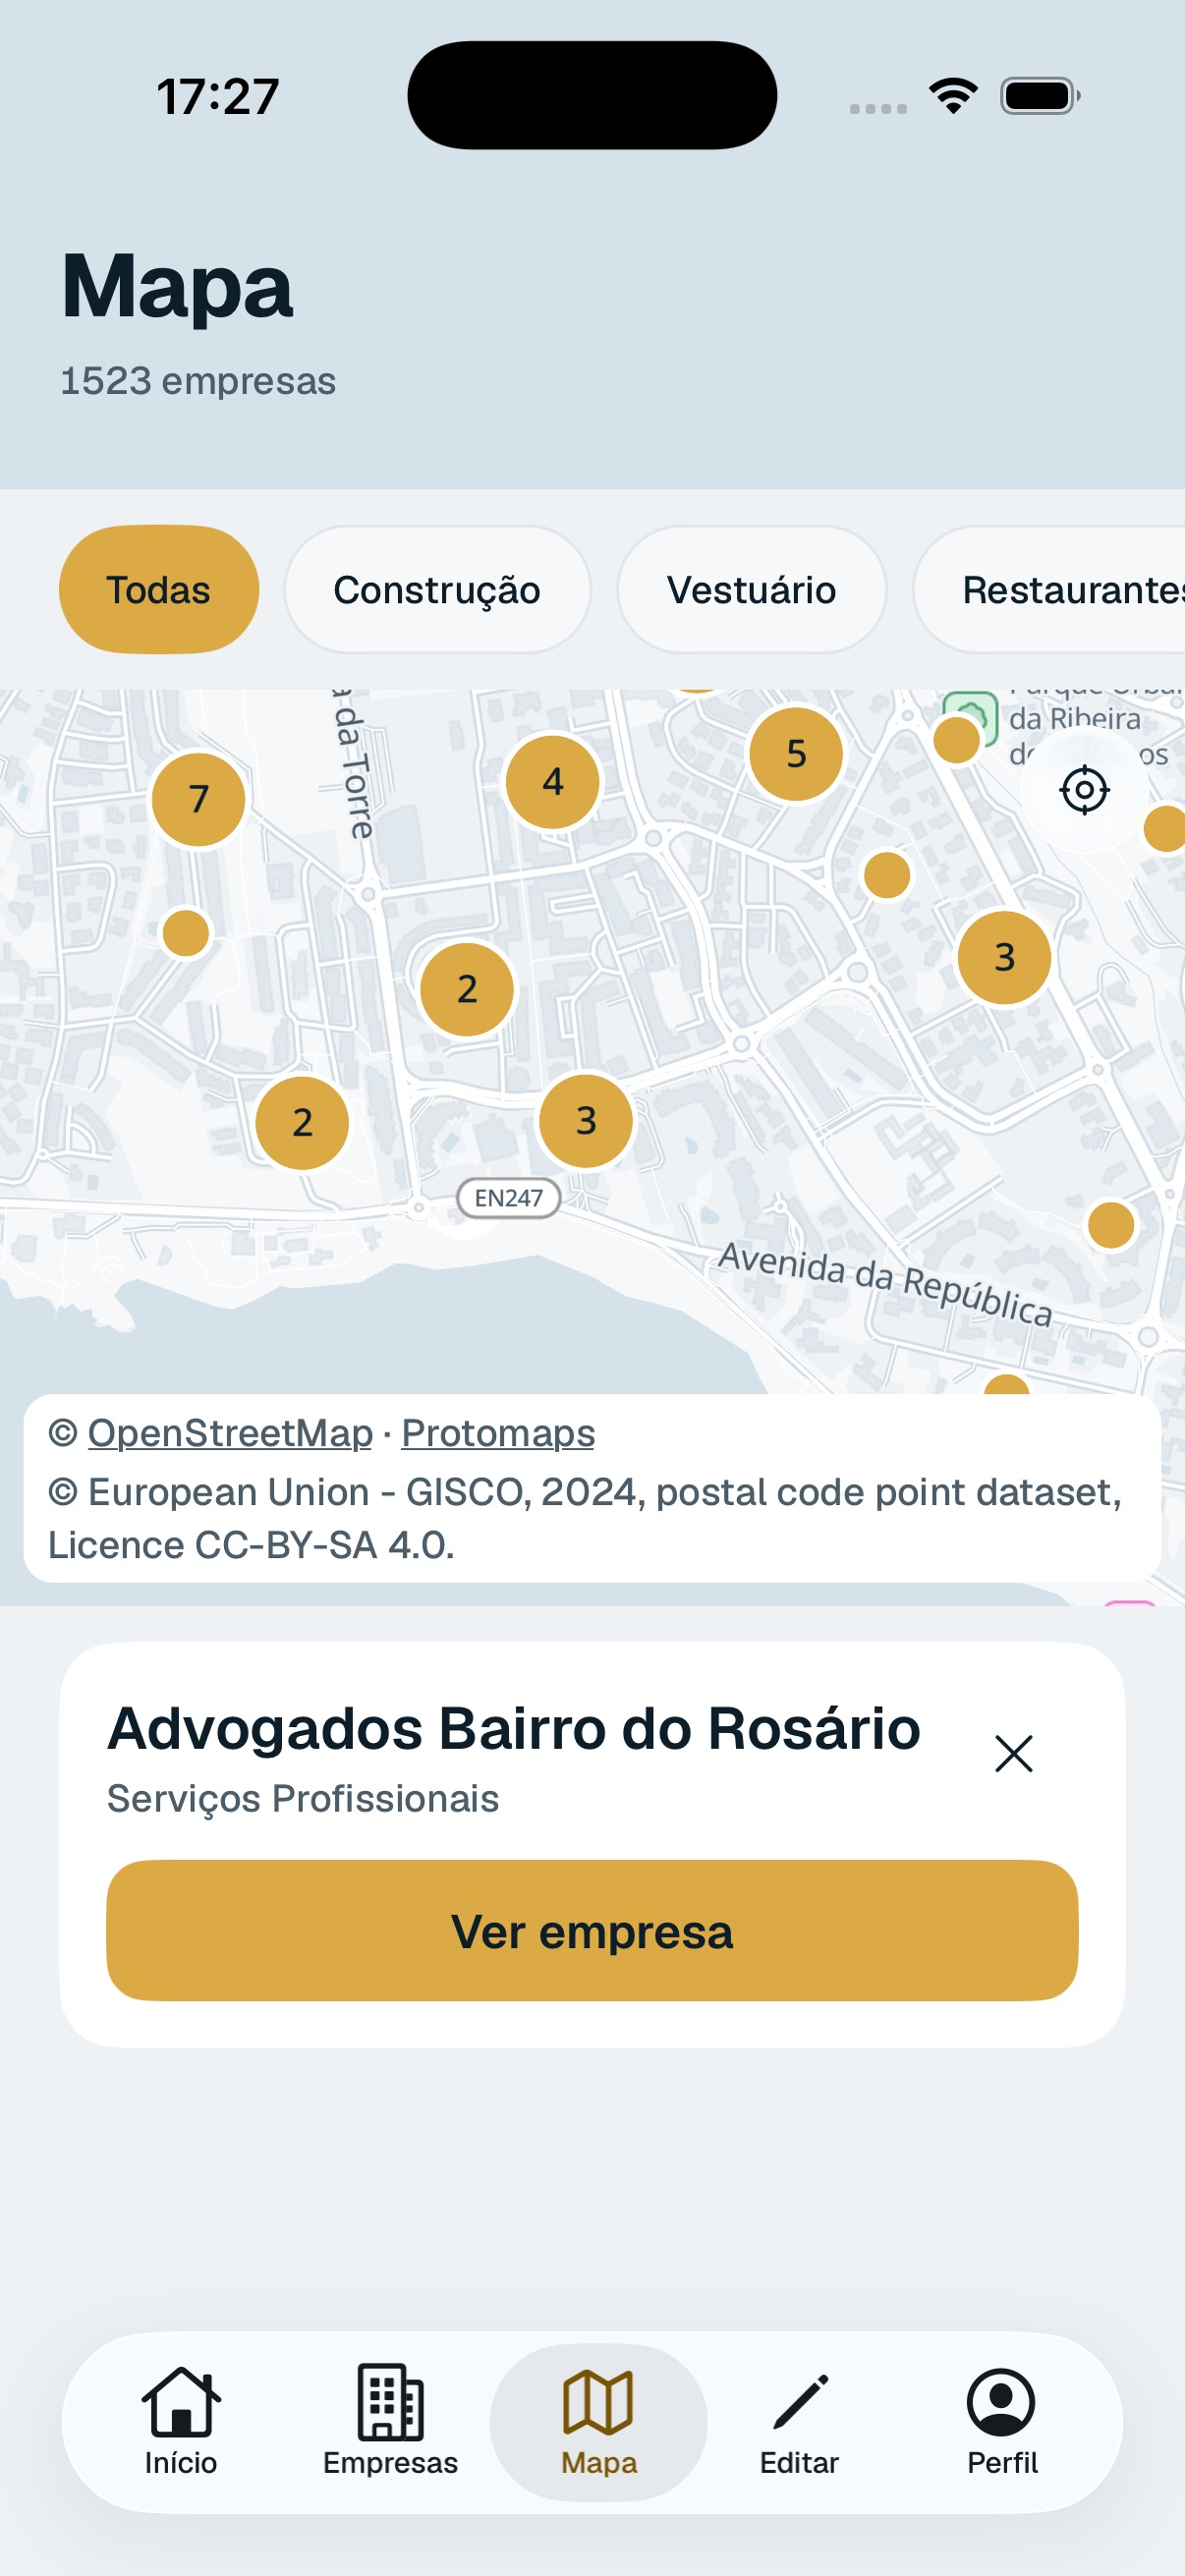 17:27
Mapa
1523 empresas
Todas
Construção
Vestuário
Restaurantes
da Torre
da Ribeira
7
4
5
3
2
2
3
EN247
Avenida da República
© OpenStreetMap · Protomaps
© European Union - GISCO, 2024, postal code point dataset,
Licence CC-BY-SA 4.0.
Advogados Bairro do Rosário
Serviços Profissionais
Ver empresa
Início
Empresas
Mapa
Editar
Perfil